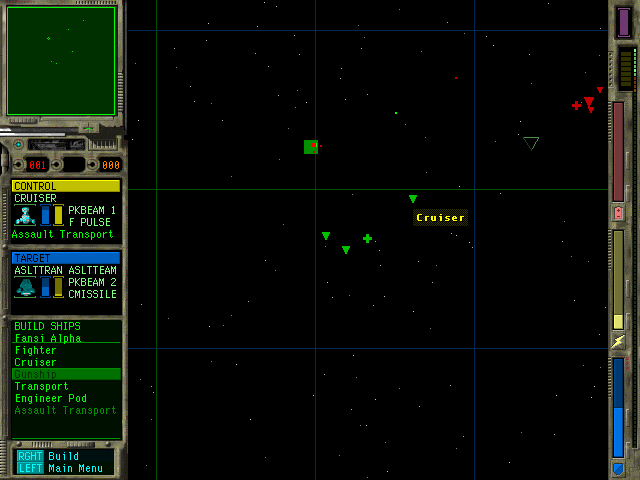 001
000
CONTROL
CRUISER
PKBEAM 1
F PULSE
Assault Transport
TARGET
ASLTTRAN ASLTTEAM
PKBEAM 2
CMISSILE
BUILD SHIPS
Fansi Alpha
Fighter
Cruiser
Gunship
Transport
Engineer Pod
Assault Transport
RGHT Build
LEFT Main Menu
Cruiser